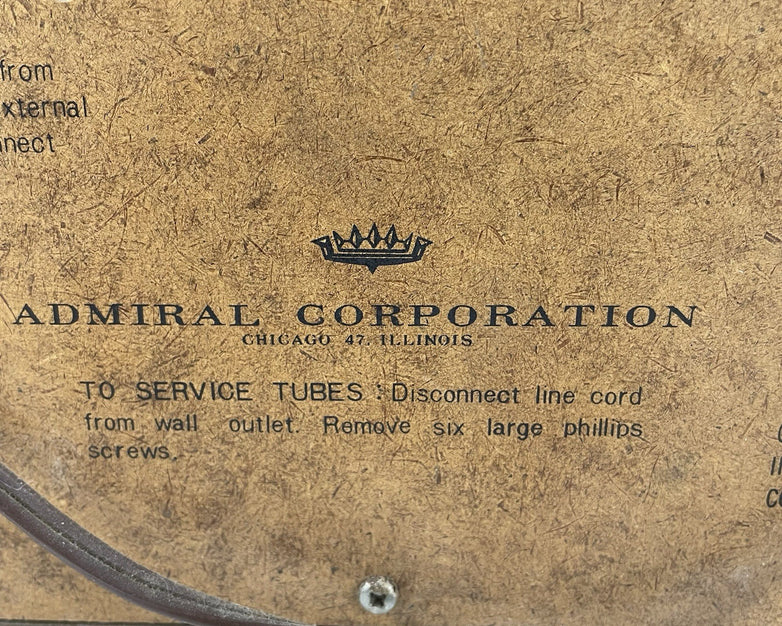 from
xternal
nnect
ADMIRAL CORPORATION
CHICAGO 47, ILLINOIS
TO SERVICE TUBES : Disconnect line cord
from wall outlet. Remove six large phillips
screws.